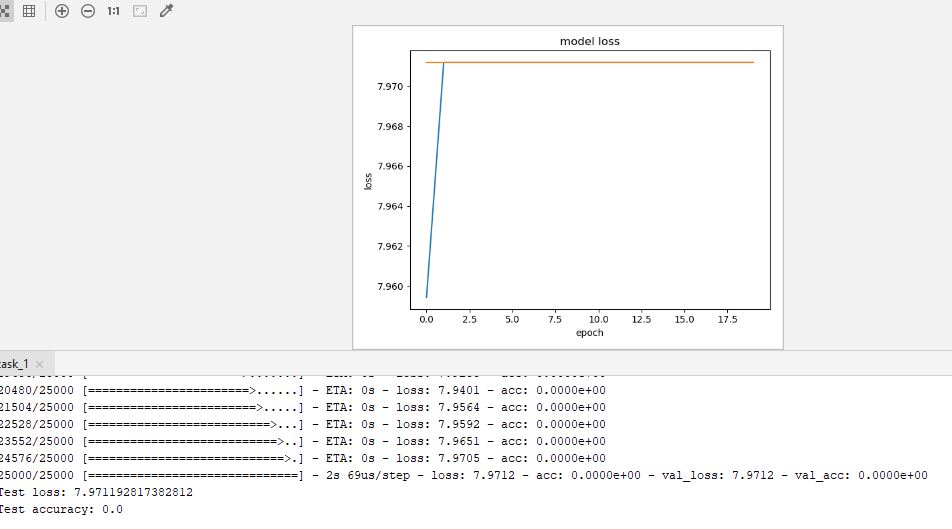 1:1
model loss
7.970
7.968
7.966
7.964
7.962
7.960
loss
0.0 2.5 5.0 7.5 10.0 12.5 15.0 17.5
epoch
task_1 ×
20480/25000 [=======================>......] - ETA: 0s - loss: 7.9401 - acc: 0.0000e+00
21504/25000 [========================>.....] - ETA: 0s - loss: 7.9564 - acc: 0.0000e+00
22528/25000 [==========================>...] - ETA: 0s - loss: 7.9592 - acc: 0.0000e+00
23552/25000 [===========================>..] - ETA: 0s - loss: 7.9651 - acc: 0.0000e+00
24576/25000 [============================>.] - ETA: 0s - loss: 7.9705 - acc: 0.0000e+00
25000/25000 [==============================] - 2s 69us/step - loss: 7.9712 - acc: 0.0000e+00 - val_loss: 7.9712 - val_acc: 0.0000e+00
Test loss: 7.971192817382812
Test accuracy: 0.0